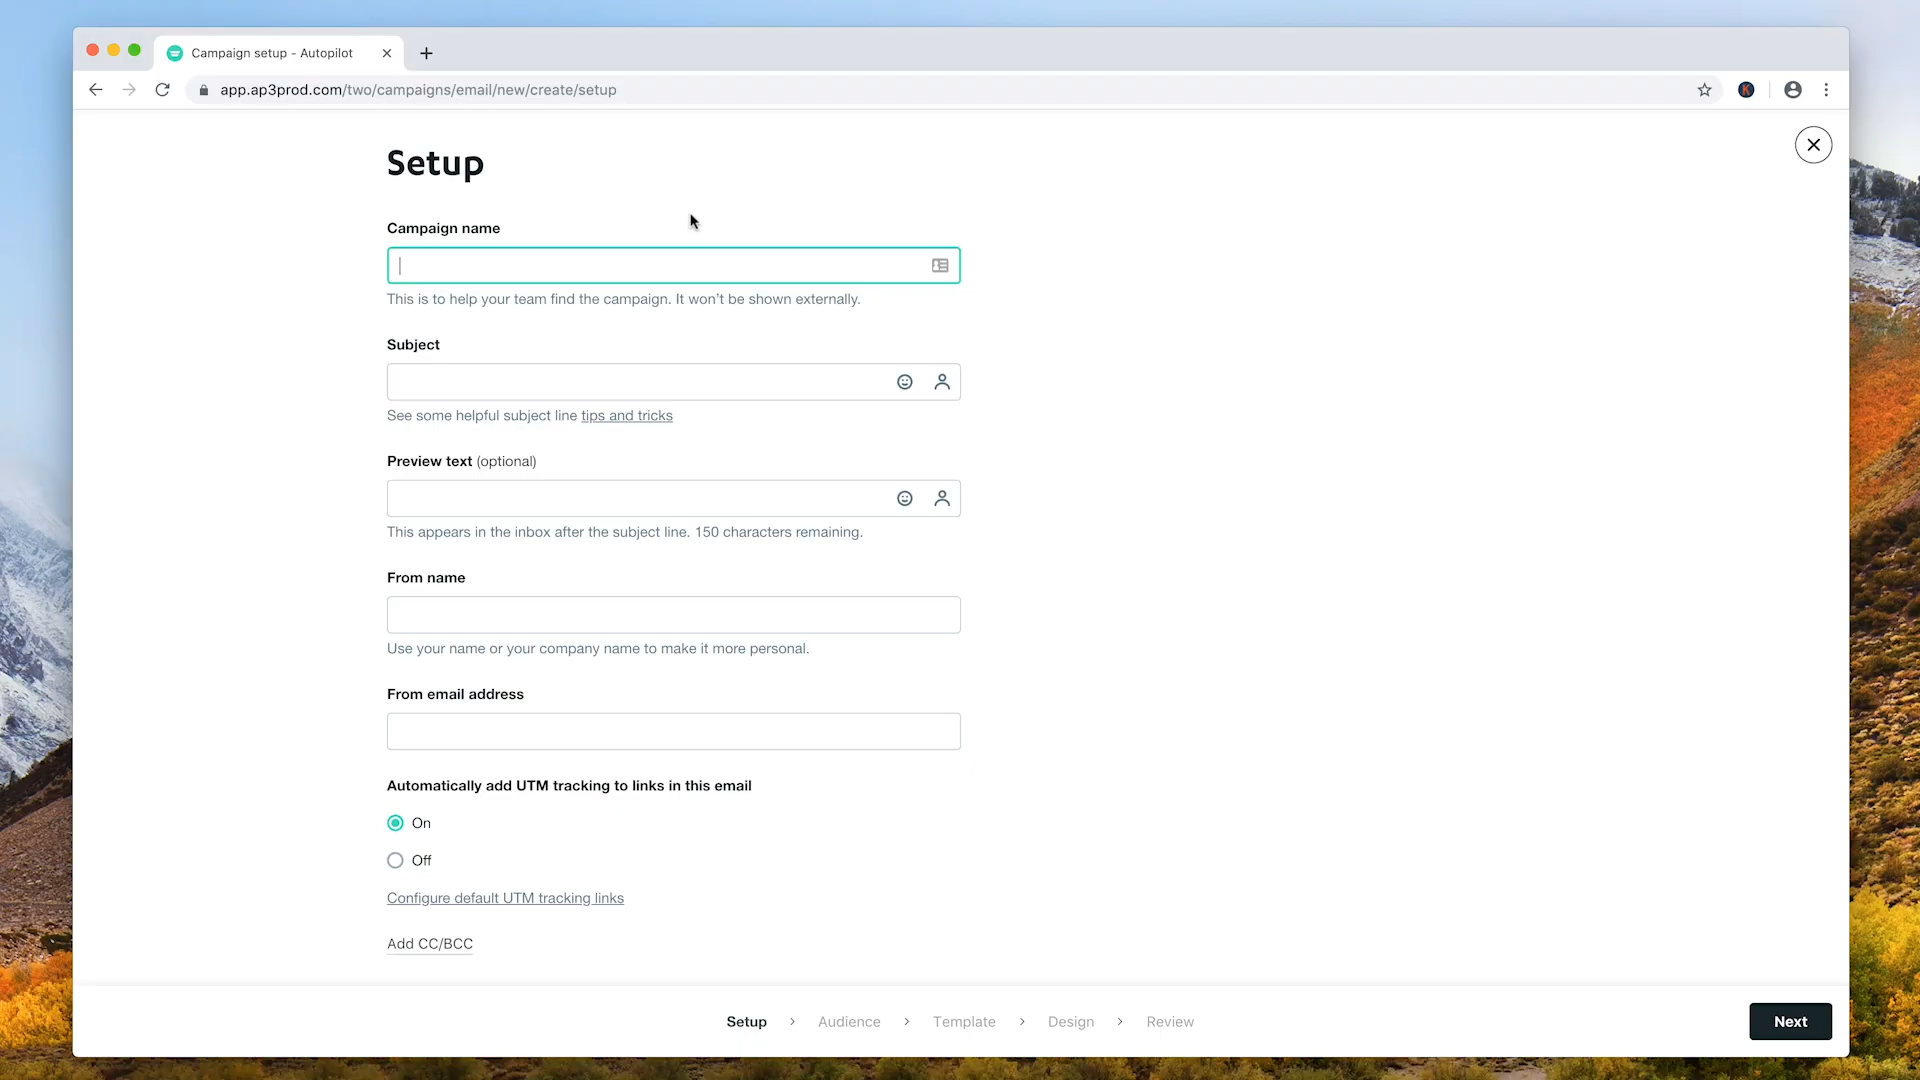 Campaign setup - Autopilot
app.ap3prod.com/two/campaigns/email/new/create/setup
K
Setup
Campaign name
This is to help your team find the campaign. It won’t be shown externally.
Subject
See some helpful subject line tips and tricks
Preview text (optional)
This appears in the inbox after the subject line. 150 characters remaining.
From name
Use your name or your company name to make it more personal.
From email address
Automatically add UTM tracking to links in this email
On
Off
Configure default UTM tracking links
Add CC/BCC
Setup > Audience > Template > Design > Review
Next